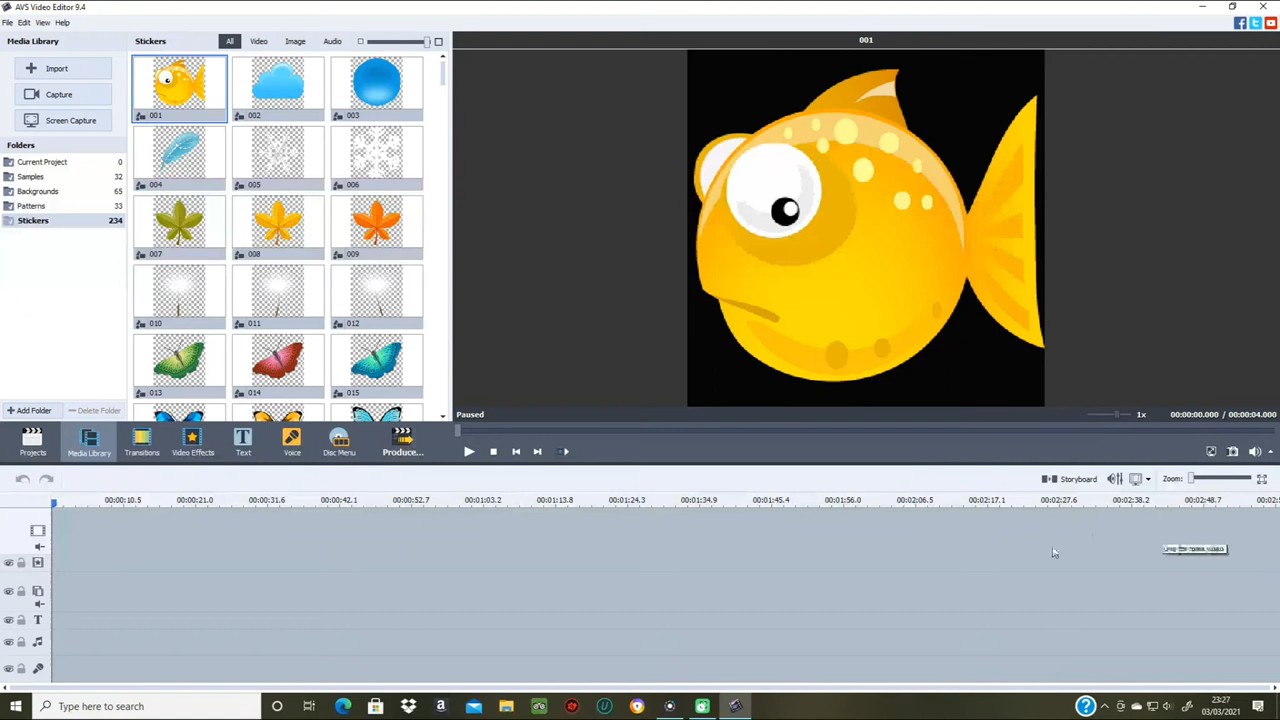 AVS Video Editor 9.4
File Edit View Help
Media Library
Stickers
All
Video
Image
Audio
001
Import
Capture
Screen Capture
Folders
Current Project 0
Samples 32
Backgrounds 65
Patterns 33
Stickers 234
Add Folder
Delete Folder
001 002 003
004 005 006
007 008 009
010 011 012
013 014 015
Paused
1x
00:00:00.000 / 00:00:04.000
Projects
Media Library
Transitions
Video Effects
Text
Voice
Disc Menu
Produce...
Storyboard
Zoom:
00:00:10.5 00:00:21.0 00:00:31.6 00:00:42.1 00:00:52.7 00:01:03.2 00:01:13.8 00:01:24.3 00:01:34.9 00:01:45.4 00:01:56.0 00:02:06.5 00:02:17.1 00:02:27.6 00:02:38.2 00:02:48.7
Type here to search
23:27
03/03/2021